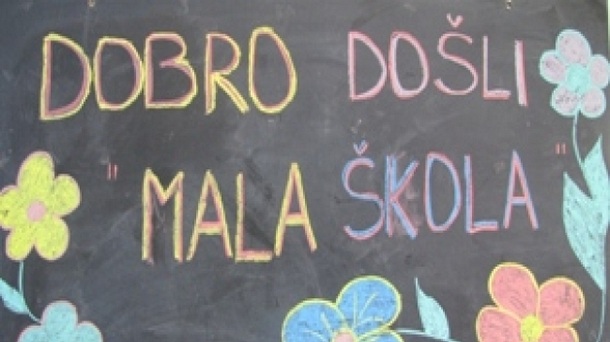 DOBRO DOŠLI
" MALA ŠKOLA "